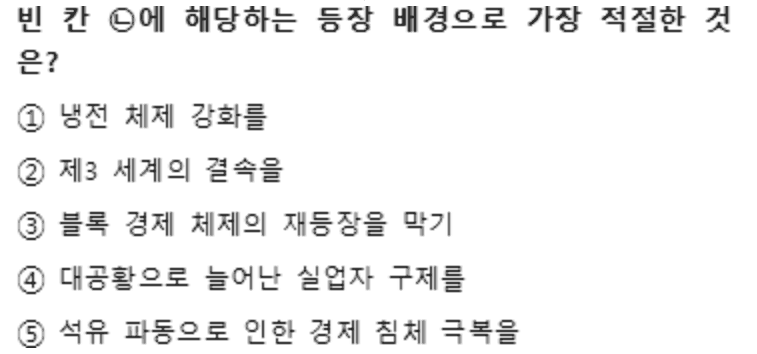 빈 칸 ㉡에 해당하는 등장 배경으로 가장 적절한 것
은?
① 냉전 체제 강화를
② 제3 세계의 결속을
③ 블록 경제 체제의 재등장을 막기
④ 대공황으로 늘어난 실업자 구제를
⑤ 석유 파동으로 인한 경제 침체 극복을